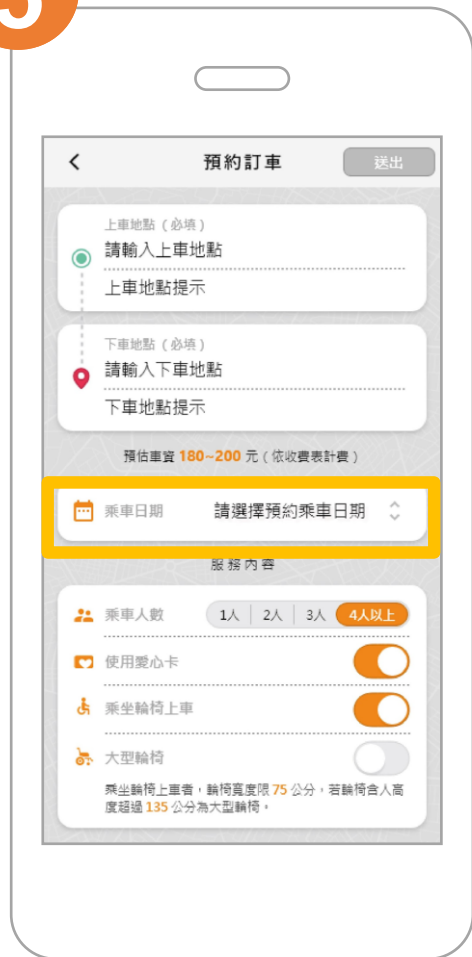 5
預約訂車
送出
上車地點（必填）
請輸入上車地點
上車地點提示
下車地點（必填）
請輸入下車地點
下車地點提示
預估車資 180~200 元（依收費表計費）
乘車日期 請選擇預約乘車日期
服務內容
乘車人數 1人 2人 3人 4人以上
使用愛心卡
乘坐輪椅上車
大型輪椅
乘坐輪椅上車者，輪椅寬度限 75 公分，若輪椅含人高
度超過 135 公分為大型輪椅。